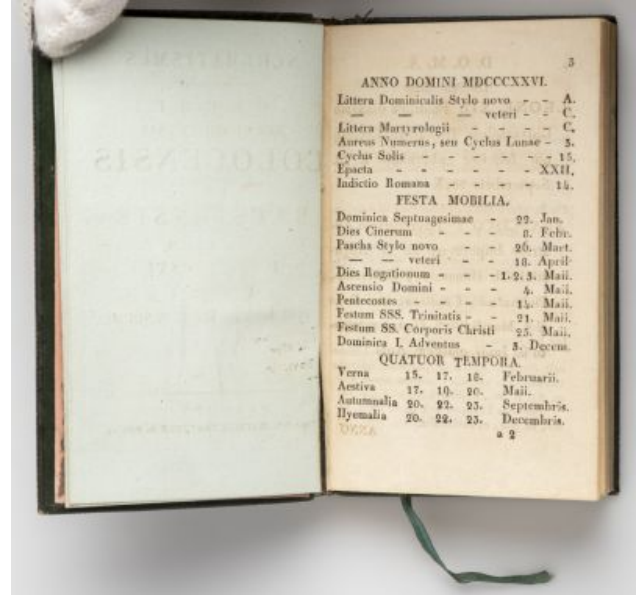 3
ANNO DOMINI MDCCCXXVI.
Littera Dominicalis Stylo novo - A.
— — — veteri - - C.
Littera Martyrologii - - - - C.
Aureus Numerus, seu Cyclus Lunae - 3.
Cyclus Solis - - - - - - 15.
Epacta - - - - - - XXII.
Indictio Romana - - - - - 14.
FESTA MOBILIA.
Dominica Septuagesimae - 22. Jan.
Dies Cinerum - - - 8. Febr.
Pascha Stylo novo - - 26. Mart.
— — veteri - - 18. April
Dies Rogationum - - - 1. 2. 3. Maii.
Ascensio Domini - - - 4. Maii.
Pentecostes - - - - 14. Maii.
Festum SSS. Trinitatis - - 21. Maii.
Festum SS. Corporis Christi 25. Maii.
Dominica I. Adventus - 3. Decem.
QUATUOR TEMPORA.
Verna 15. 17. 18. Februarii.
Aestiva 17. 19. 20. Maii.
Autumnalia 20. 22. 23. Septembris.
Hyemalia 20. 22. 23. Decembris.
a 2